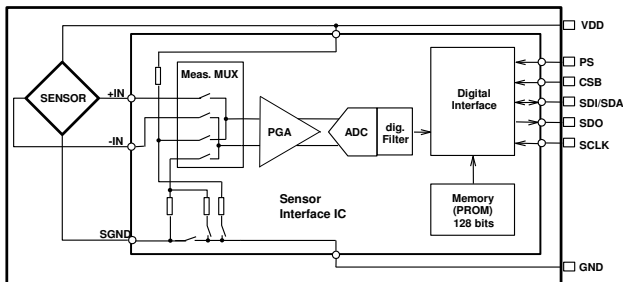 VDD
PS
Meas. MUX
CSB
+IN
Digital
Interface
SENSOR
SDI/SDA
PGA
ADC
dig.
Filter
SDO
-IN
SCLK
Sensor
Interface IC
Memory
(PROM)
128 bits
SGND
GND